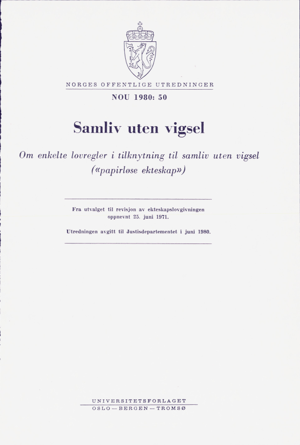 NORGES OFFENTLIGE UTREDNINGER
NOU 1980: 50
Samliv uten vigsel
Om enkelte lovregler i tilknytning til samliv uten vigsel
(«papirløse ekteskap»)
Fra utvalget til revisjon av ekteskapslovgivningen
oppnevnt 25. juni 1971.
Utredningen avgitt til Justisdepartementet i juni 1980.
UNIVERSITETSFORLAGET
OSLO — BERGEN — TROMSØ